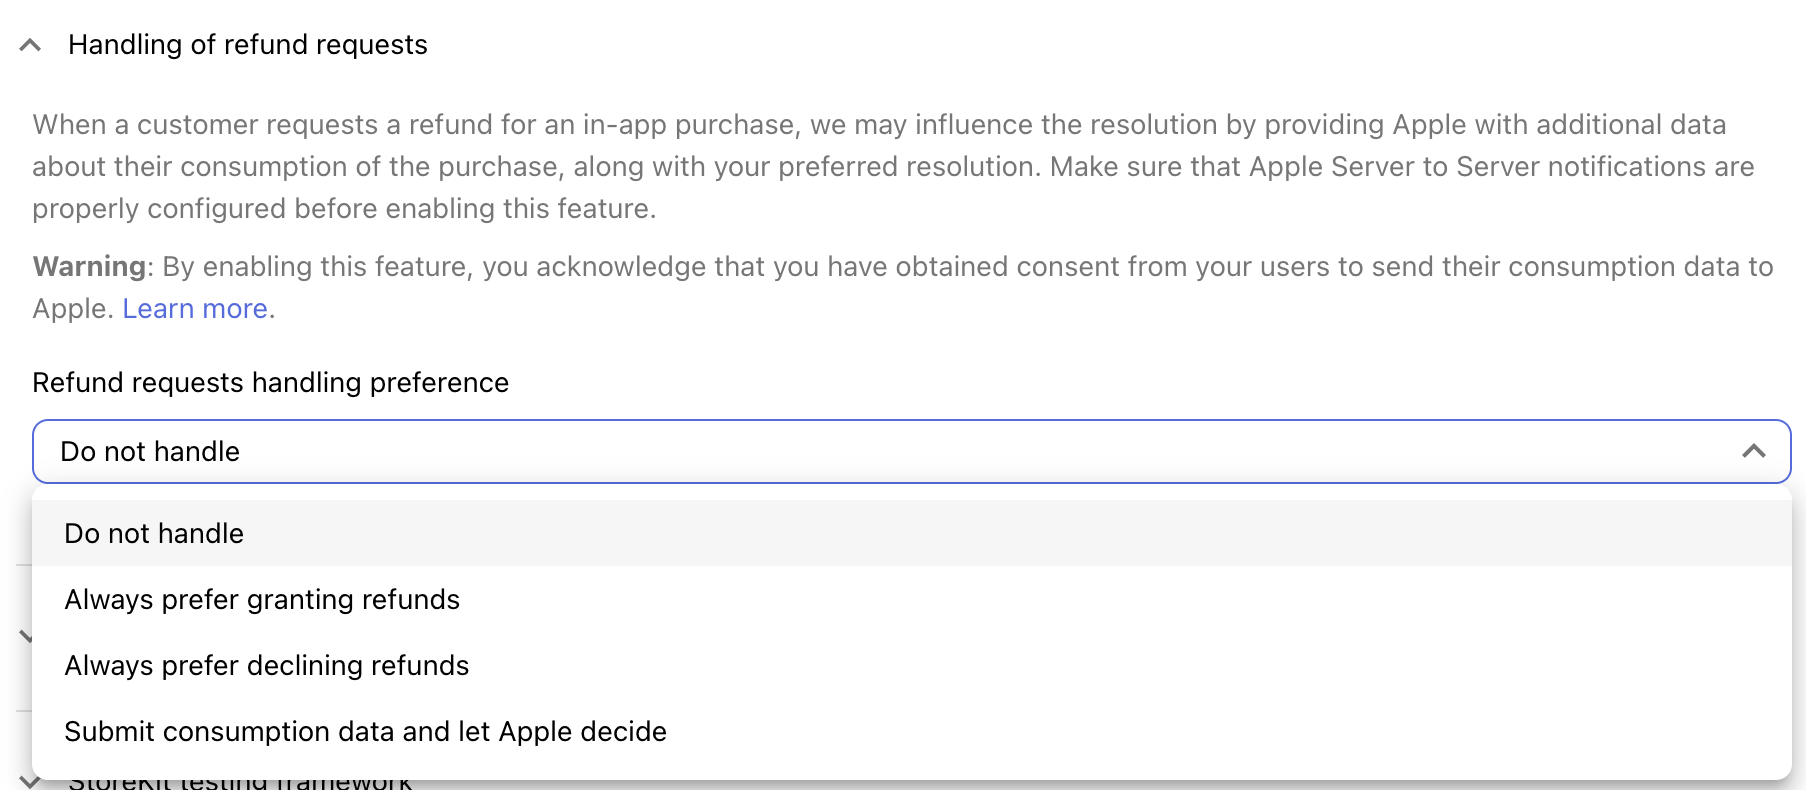 Handling of refund requests
When a customer requests a refund for an in-app purchase, we may influence the resolution by providing Apple with additional data
about their consumption of the purchase, along with your preferred resolution. Make sure that Apple Server to Server notifications are
properly configured before enabling this feature.
Warning: By enabling this feature, you acknowledge that you have obtained consent from your users to send their consumption data to
Apple. Learn more.
Refund requests handling preference
Do not handle
Do not handle
Always prefer granting refunds
Always prefer declining refunds
Submit consumption data and let Apple decide
StoreKit testing framework